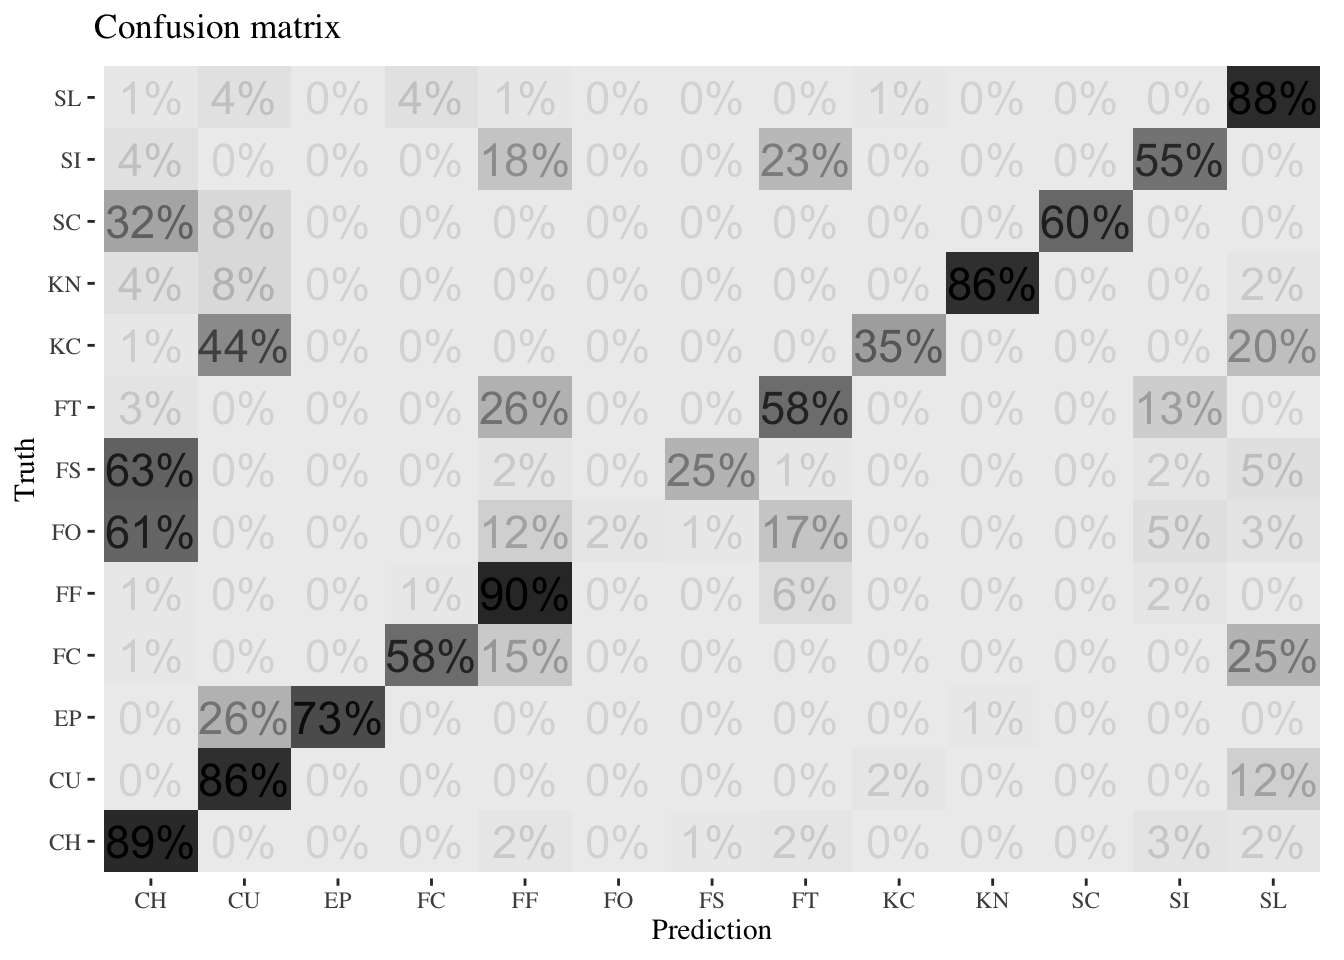 Confusion matrix
SL 1% 4% 0% 4% 1% 0% 0% 0% 1% 0% 0% 0% 88%
SI 4% 0% 0% 0% 18% 0% 0% 23% 0% 0% 0% 55% 0%
SC 32% 8% 0% 0% 0% 0% 0% 0% 0% 0% 60% 0% 0%
KN 4% 8% 0% 0% 0% 0% 0% 0% 0% 86% 0% 0% 2%
KC 1% 44% 0% 0% 0% 0% 0% 0% 35% 0% 0% 0% 20%
FT 3% 0% 0% 0% 26% 0% 0% 58% 0% 0% 0% 13% 0%
FS 63% 0% 0% 0% 2% 0% 25% 1% 0% 0% 0% 2% 5%
FO 61% 0% 0% 0% 12% 2% 1% 17% 0% 0% 0% 5% 3%
FF 1% 0% 0% 1% 90% 0% 0% 6% 0% 0% 0% 2% 0%
FC 1% 0% 0% 58% 15% 0% 0% 0% 0% 0% 0% 0% 25%
EP 0% 26% 73% 0% 0% 0% 0% 0% 0% 1% 0% 0% 0%
CU 0% 86% 0% 0% 0% 0% 0% 0% 2% 0% 0% 0% 12%
CH 89% 0% 0% 0% 2% 0% 1% 2% 0% 0% 0% 3% 2%
CH CU EP FC FF FO FS FT KC KN SC SI SL
Prediction
Truth